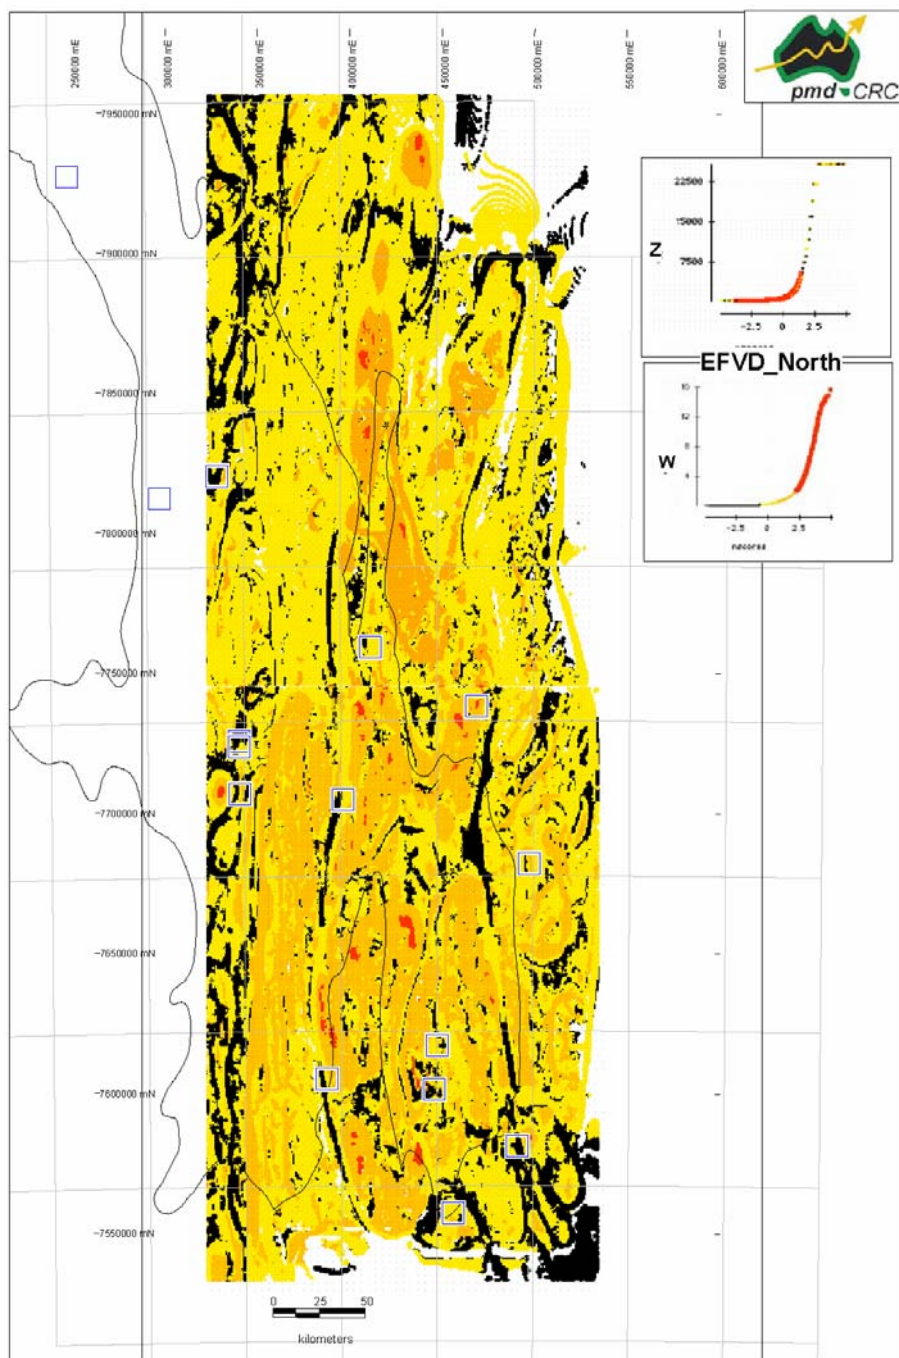 250000 mE
300000 mE
350000 mE
400000 mE
450000 mE
500000 mE
550000 mE
600000 mE
pmd CRC
−7950000 mN
−7900000 mN
−7850000 mN
−7800000 mN
−7750000 mN
−7700000 mN
−7650000 mN
−7600000 mN
−7550000 mN
22500
15000
7500
Z
−2.5 0 2.5
EFVD_North
12
8
W
−2.5 0 2.5
0 25 50
kilometers